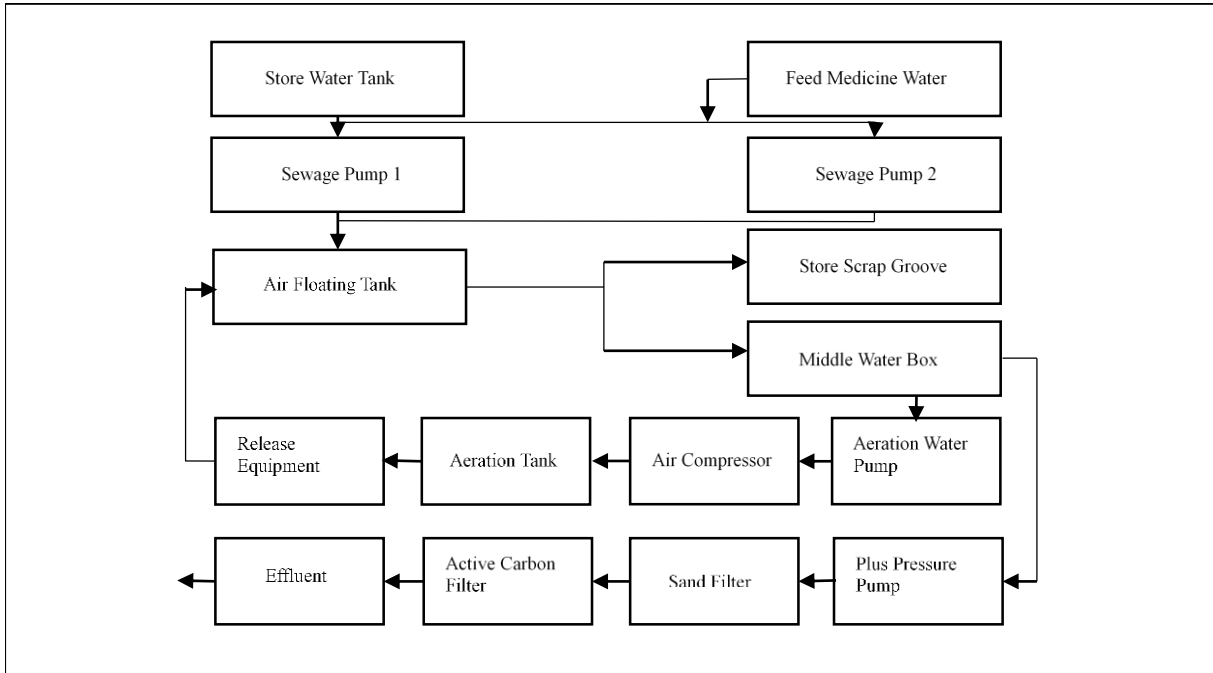 Store Water Tank
Feed Medicine Water
Sewage Pump 1
Sewage Pump 2
Store Scrap Groove
Air Floating Tank
Middle Water Box
Release
Equipment
Aeration Tank
Air Compressor
Aeration Water
Pump
Effluent
Active Carbon
Filter
Sand Filter
Plus Pressure
Pump